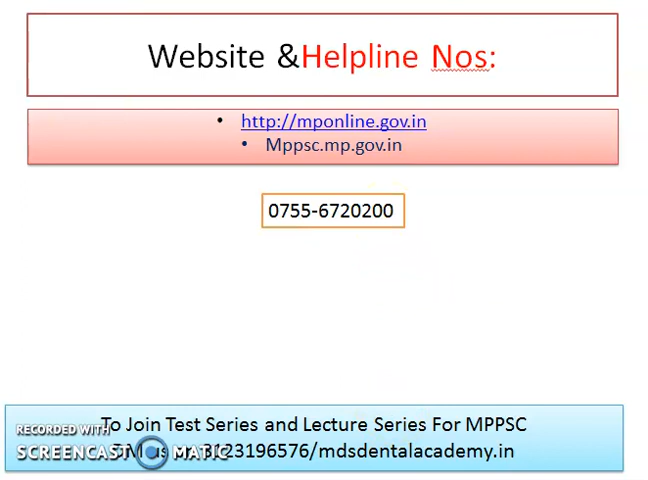 Website &Helpline Nos:
• http://mponline.gov.in
• Mppsc.mp.gov.in
0755-6720200
To Join Test Series and Lecture Series For MPPSC
123196576/mdsdentalacademy.in
RECORDED WITH
SCREENCAST MATIC